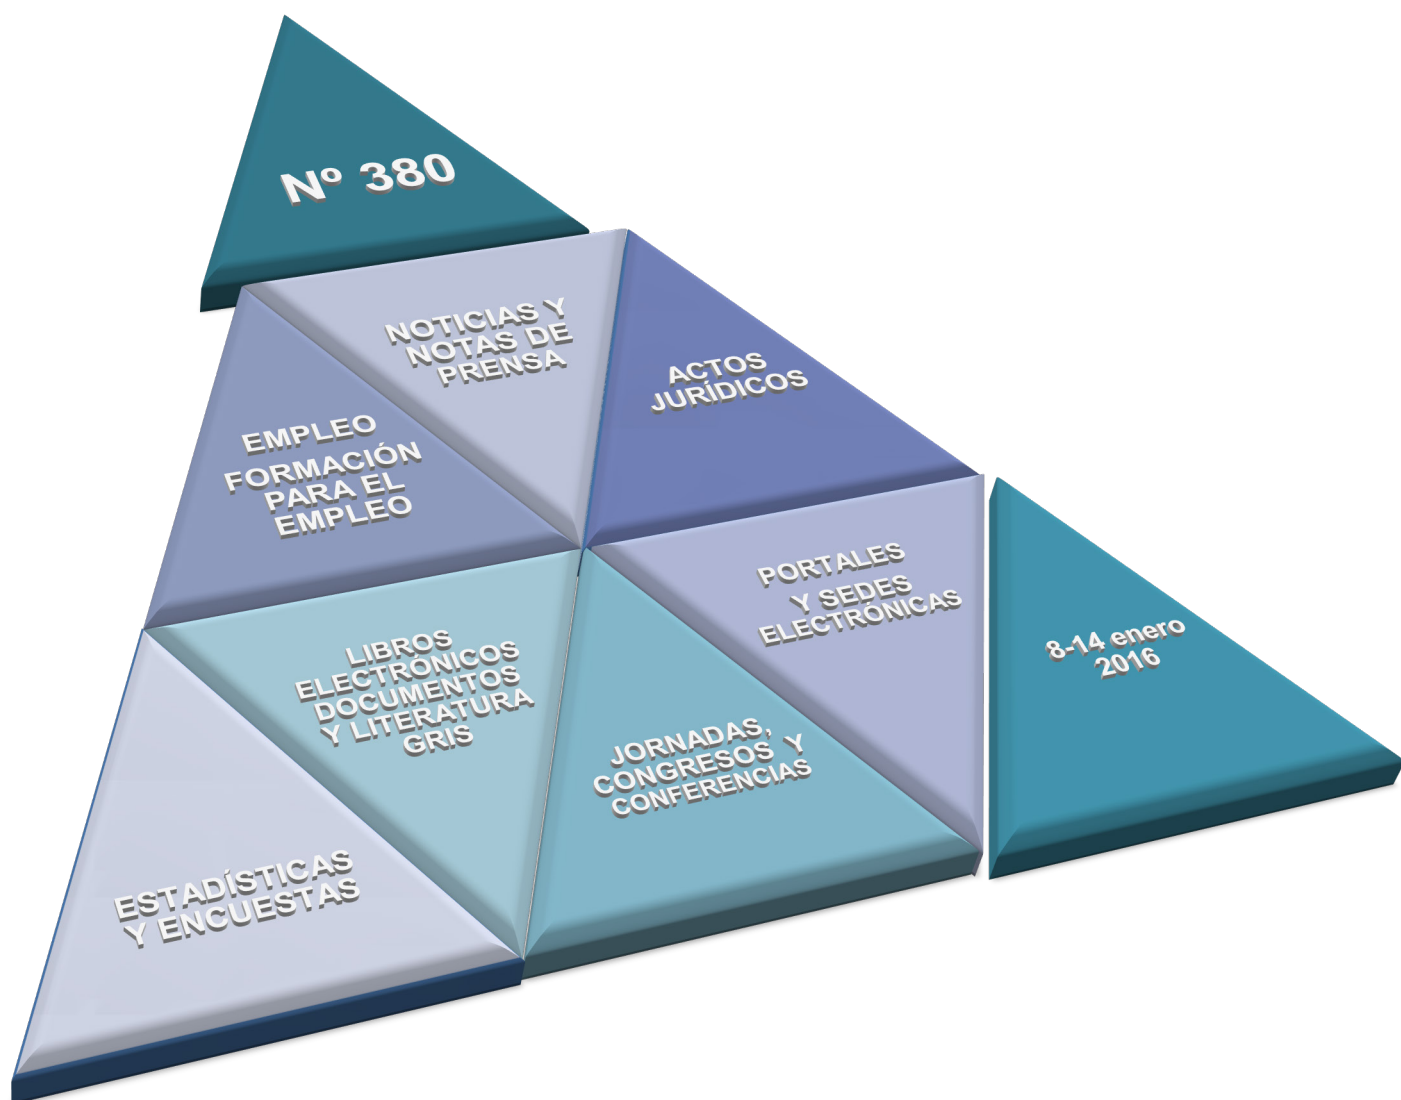 Nº 380
NOTICIAS Y
NOTAS DE
PRENSA
ACTOS
JURÍDICOS
EMPLEO
FORMACIÓN
PARA EL
EMPLEO
PORTALES
Y SEDES
ELECTRÓNICAS
8-14 enero
2016
LIBROS
ELECTRÓNICOS
DOCUMENTOS
Y LITERATURA
GRIS
JORNADAS,
CONGRESOS Y
CONFERENCIAS
ESTADÍSTICAS
Y ENCUESTAS